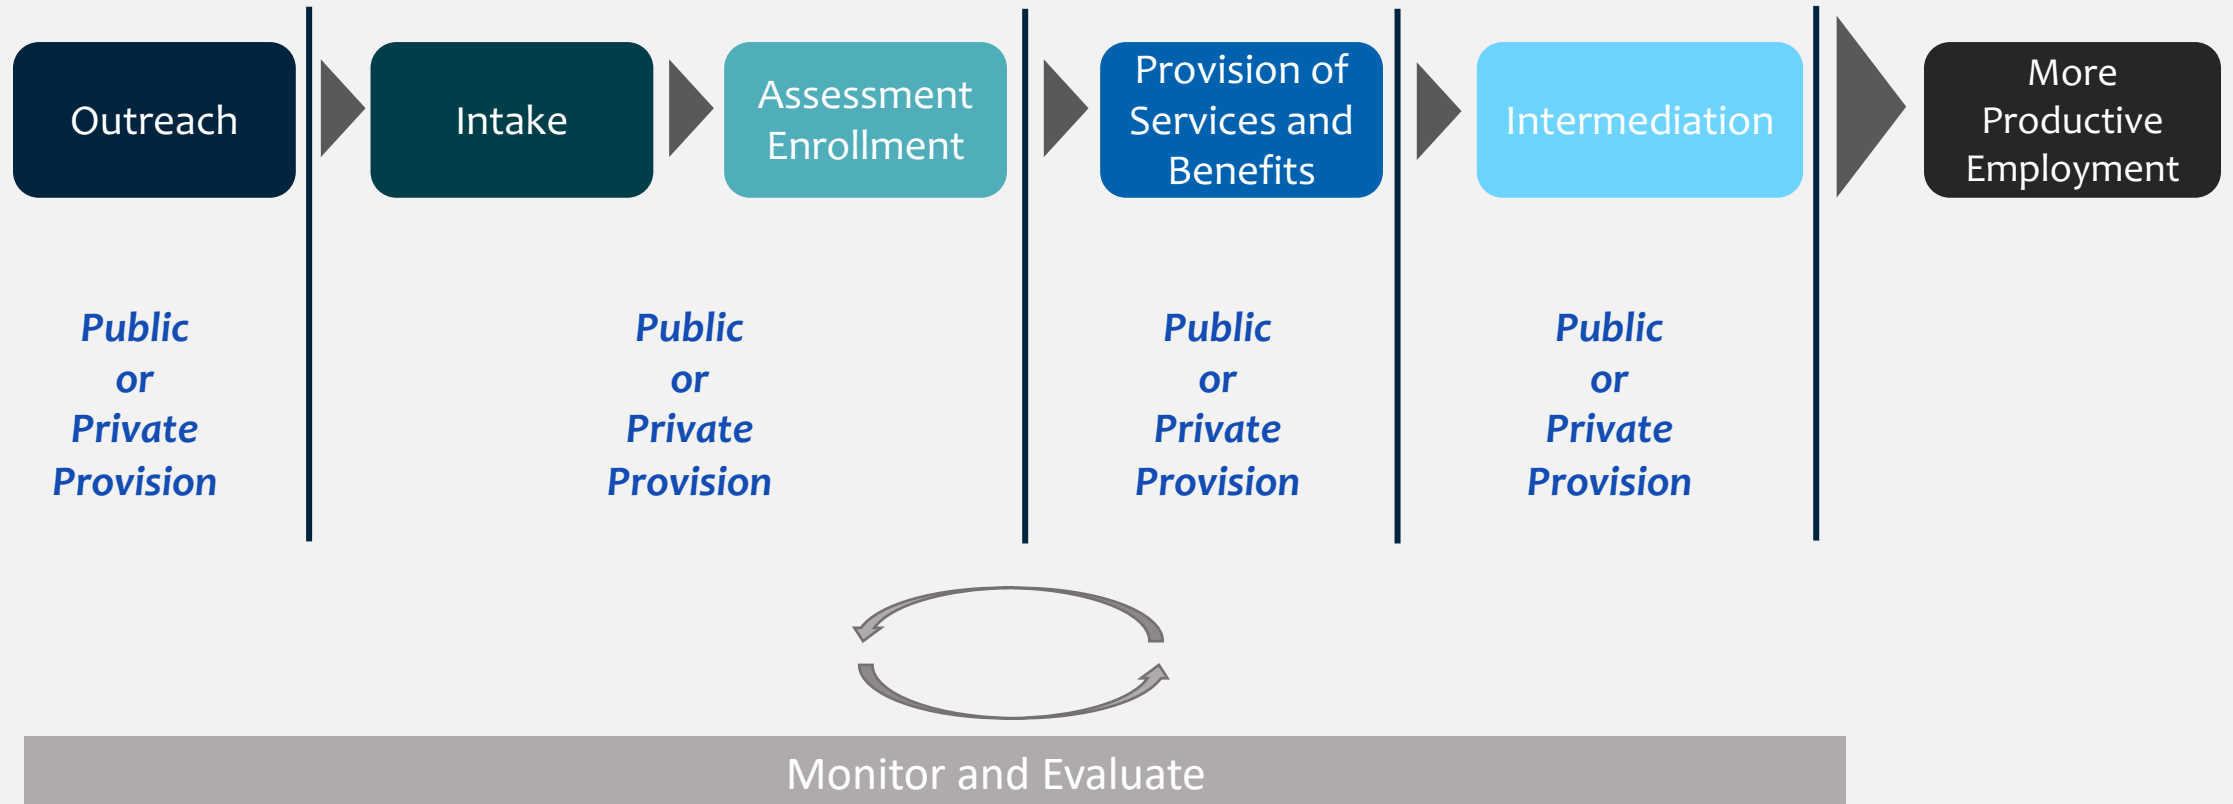 Outreach
Intake
Assessment
Enrollment
Provision of
Services and
Benefits
Intermediation
More
Productive
Employment
Public
or
Private
Provision
Public
or
Private
Provision
Public
or
Private
Provision
Public
or
Private
Provision
Monitor and Evaluate